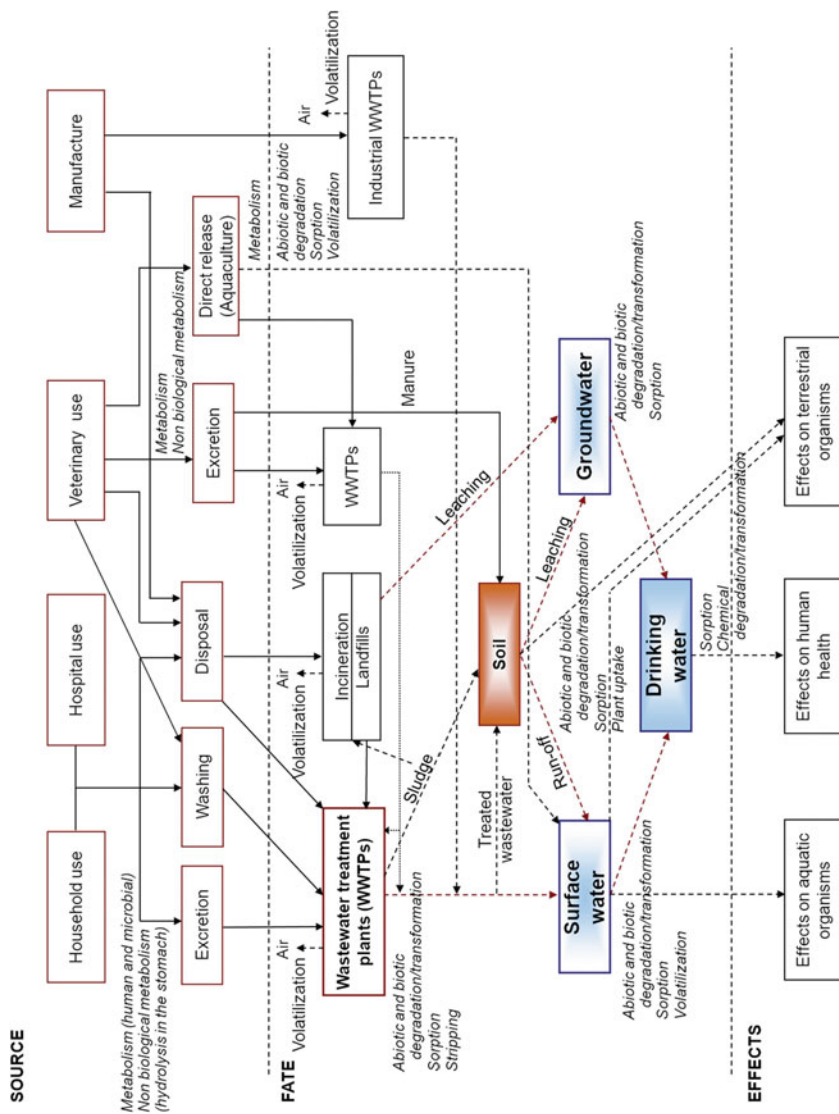 SOURCE
Household use
Hospital use
Veterinary use
Manufacture
Metabolism (human and microbial)
Non biological metabolism
(hydrolysis in the stomach)
Metabolism
Non biological metabolism
Excretion
Washing
Disposal
Excretion
Direct release
(Aquaculture)
Metabolism
FATE
Volatilization
Air
Volatilization
Air
Volatilization
Air
Air
Volatilization
Abiotic and biotic
degradation
Sorption
Volatilization
Wastewater treatment
plants (WWTPs)
Incineration
Landfills
WWTPs
Manure
Industrial WWTPs
Abiotic and biotic
degradation/transformation
Sorption
Stripping
Sludge
Leaching
Treated
wastewater
Soil
Run-off
Leaching
Abiotic and biotic
degradation/transformation
Sorption
Plant uptake
Surface
water
Groundwater
Abiotic and biotic
degradation/transformation
Sorption
Volatilization
Abiotic and biotic
degradation/transformation
Sorption
Drinking
water
Sorption
Chemical
degradation/transformation
EFFECTS
Effects on aquatic
organisms
Effects on human
health
Effects on terrestrial
organisms